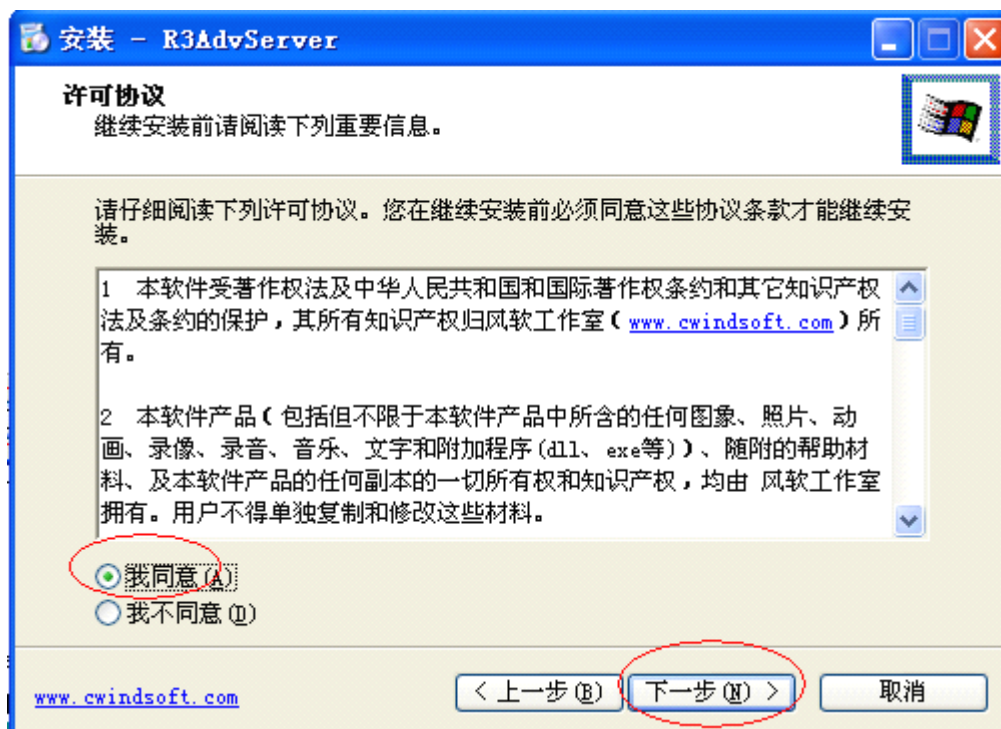 安装 - R3AdvServer
许可协议
继续安装前请阅读下列重要信息。
请仔细阅读下列许可协议。您在继续安装前必须同意这些协议条款才能继续安
装。
1 本软件受著作权法及中华人民共和国和国际著作权条约和其它知识产权
法及条约的保护，其所有知识产权归风软工作室(www.cwindsoft.com)所
有。
2 本软件产品(包括但不限于本软件产品中所含的任何图象、照片、动
画、录像、录音、音乐、文字和附加程序(dll、exe等))、随附的帮助材
料、及本软件产品的任何副本的一切所有权和知识产权，均由 风软工作室
拥有。用户不得单独复制和修改这些材料。
我同意(A)
我不同意(D)
www.cwindsoft.com
< 上一步(B)
下一步(N) >
取消